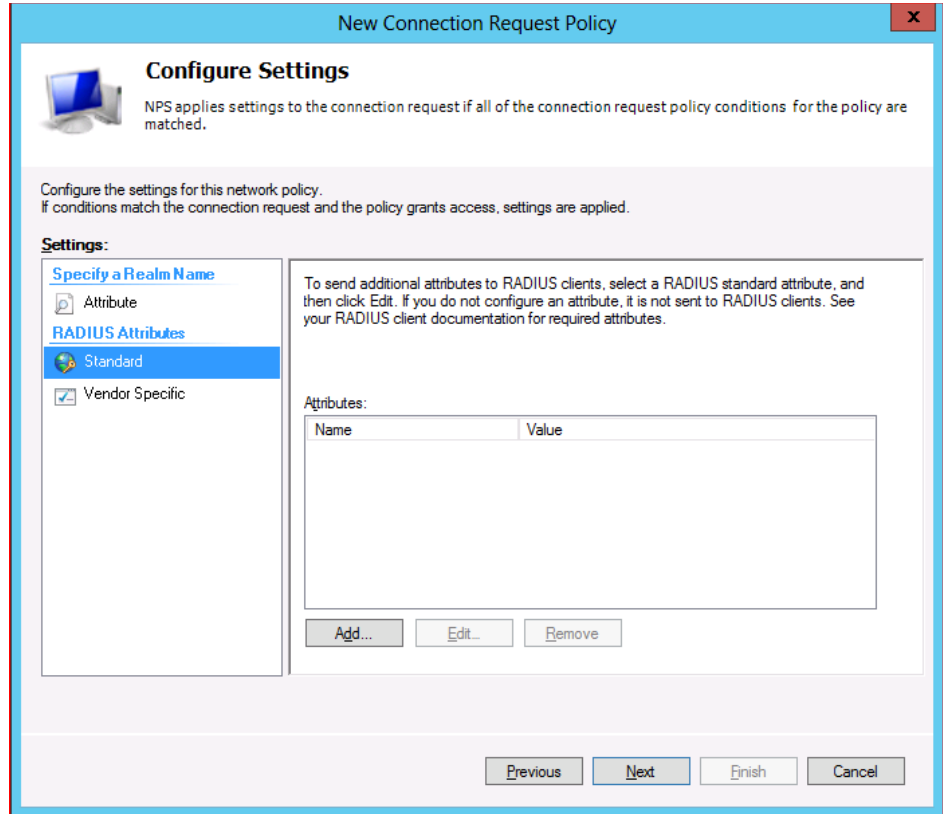 New Connection Request Policy
x
Configure Settings
NPS applies settings to the connection request if all of the connection request policy conditions for the policy are
matched.
Configure the settings for this network policy.
If conditions match the connection request and the policy grants access, settings are applied.
Settings:
Specify a Realm Name
Attribute
RADIUS Attributes
Standard
Vendor Specific
To send additional attributes to RADIUS clients, select a RADIUS standard attribute, and
then click Edit. If you do not configure an attribute, it is not sent to RADIUS clients. See
your RADIUS client documentation for required attributes.
Attributes:
Name Value
Add... Edit... Remove
Previous Next Finish Cancel